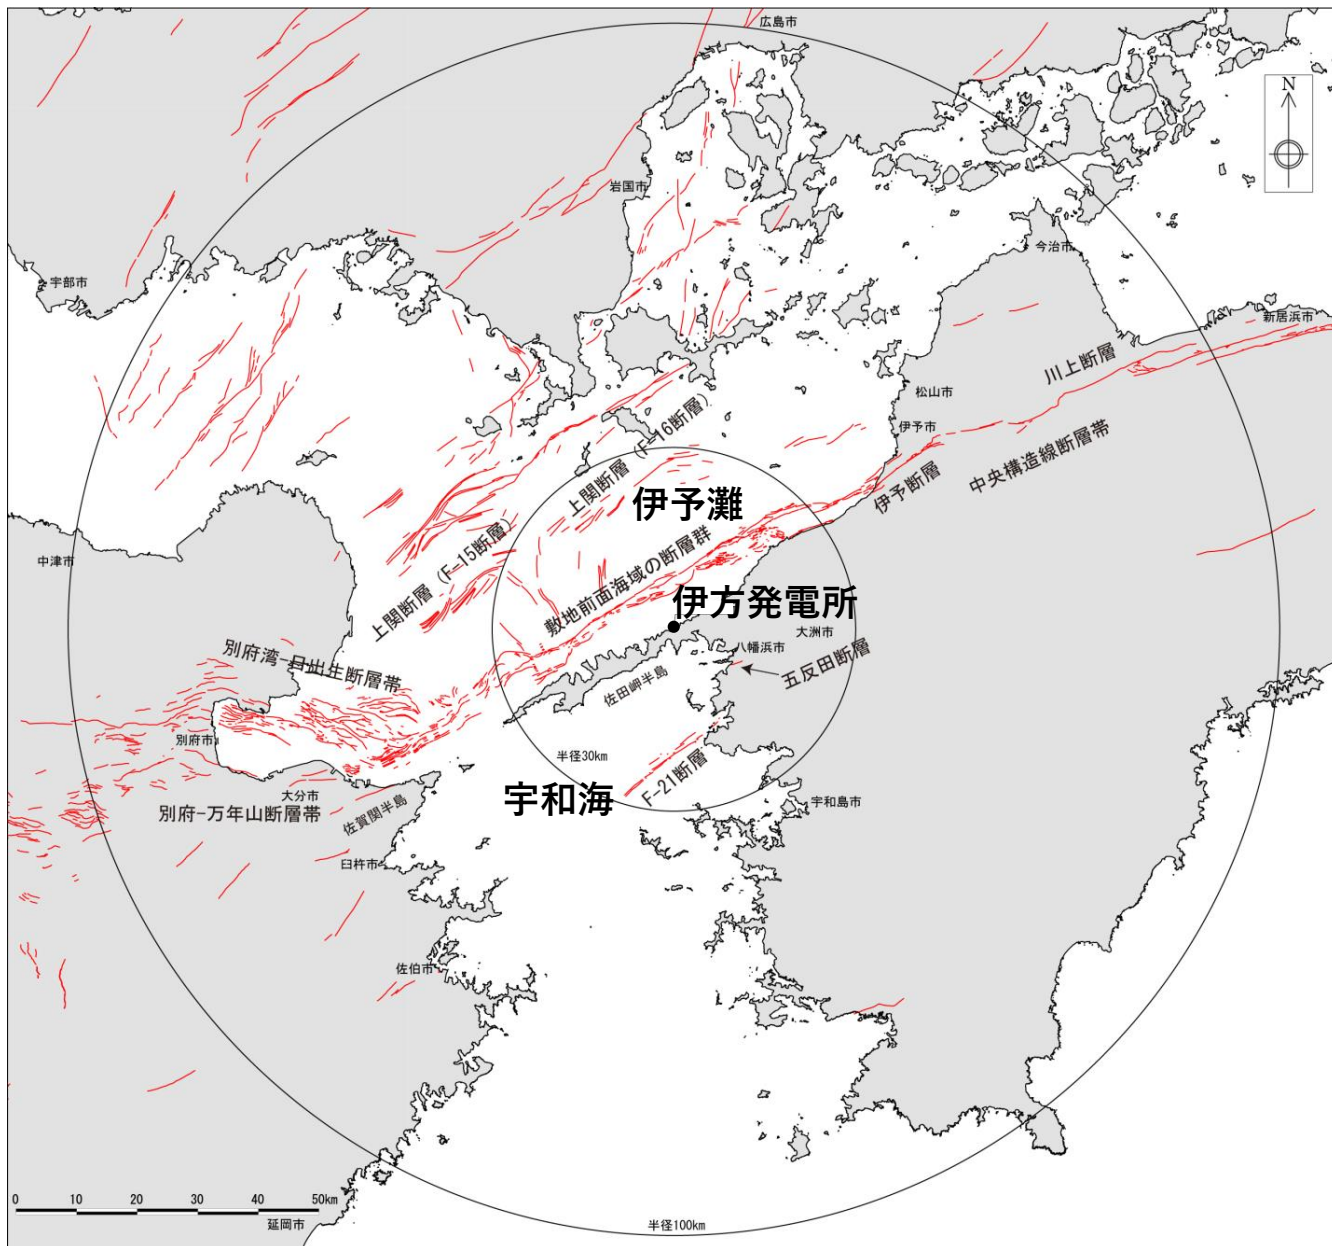 広島市
N
岩国市
今治市
宇部市
新居浜市
川上断層
松山市
伊予市
上関断層(F-16断層)
中央構造線断層帯
伊予断層
伊予灘
上関断層(F-15断層)
中津市
敷地前面海域の断層群
伊方発電所
大洲市
八幡浜市
五反田断層
別府湾-日出生断層帯
佐田岬半島
別府市
半径30km
F-21断層
宇和海
大分市
宇和島市
別府-万年山断層帯
佐賀関半島
臼杵市
佐伯市
0 10 20 30 40 50km
延岡市
半径100km